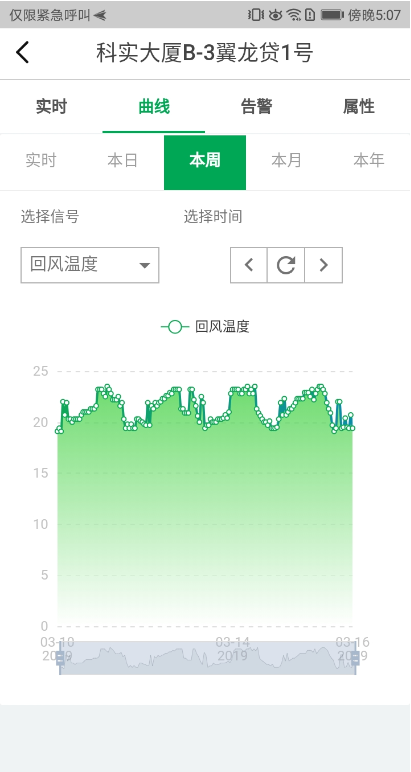 仅限紧急呼叫 傍晚5:07
科实大厦B-3翼龙贷1号
实时 曲线 告警 属性
实时 本日 本周 本月 本年
选择信号 选择时间
回风温度
回风温度
25
20
15
10
5
0
03-10 03-14 03-16
2019 2019 2019